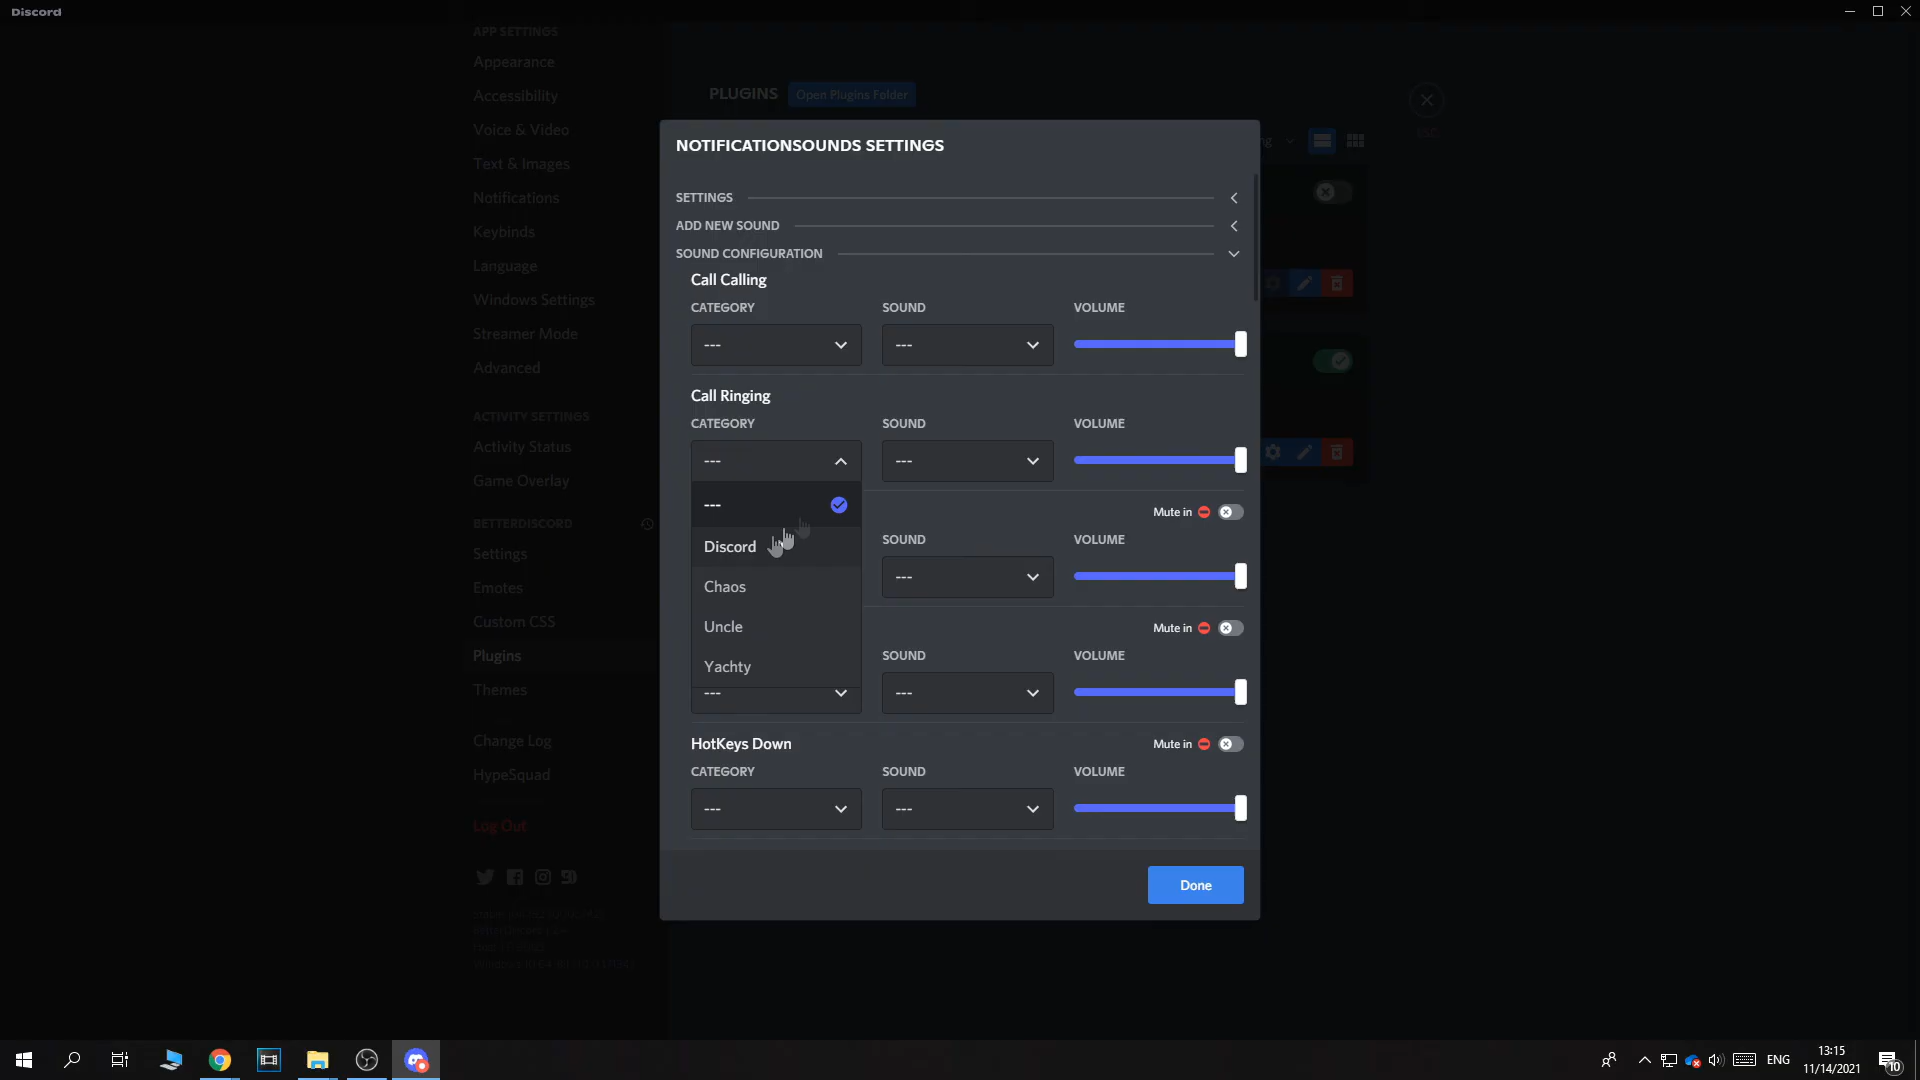 Discord
APP SETTINGS
Appearance
Accessibility
Voice & Video
Text & Images
Notifications
Keybinds
Language
Windows Settings
Streamer Mode
Advanced
ACTIVITY SETTINGS
Activity Status
Game Overlay
BETTERDISCORD
Settings
Emotes
Custom CSS
Plugins
Themes
Change Log
HypeSquad
Log Out
PLUGINS Open Plugins Folder
ESC
NOTIFICATIONSOUNDS SETTINGS
SETTINGS
ADD NEW SOUND
SOUND CONFIGURATION
Call Calling
CATEGORY SOUND VOLUME
--- ---
Call Ringing
CATEGORY SOUND VOLUME
--- ---
---
Discord
Chaos
Uncle
Yachty
Mute in
SOUND VOLUME
---
Mute in
SOUND VOLUME
--- ---
HotKeys Down Mute in
CATEGORY SOUND VOLUME
--- ---
Done
ENG
13:15
11/14/2021
10